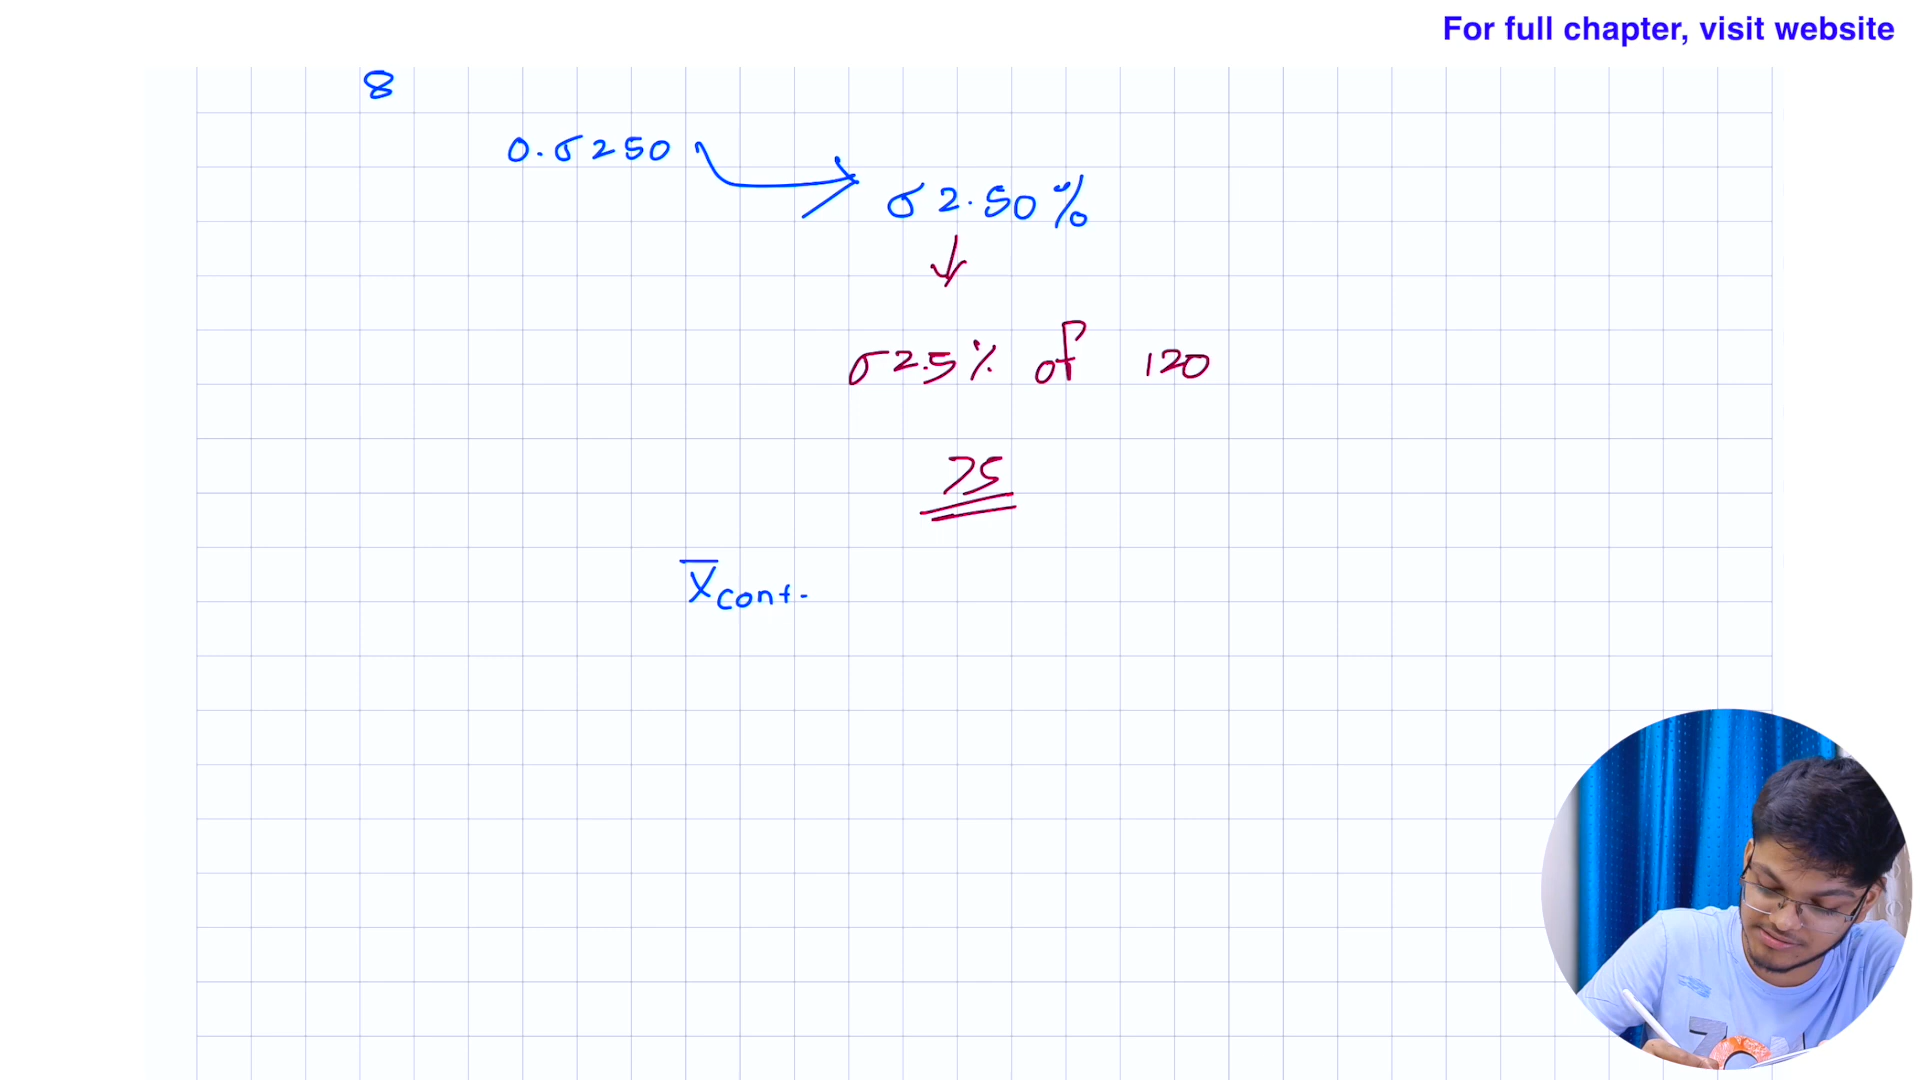 For full chapter, visit website
8
0.6250
62.50%
62.5% of 120
75
X̅cont.